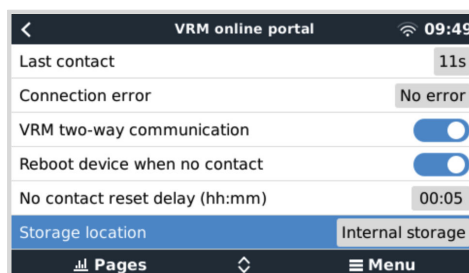 VRM online portal 09:49
Last contact 11s
Connection error No error
VRM two-way communication
Reboot device when no contact
No contact reset delay (hh:mm) 00:05
Storage location Internal storage
Pages Menu